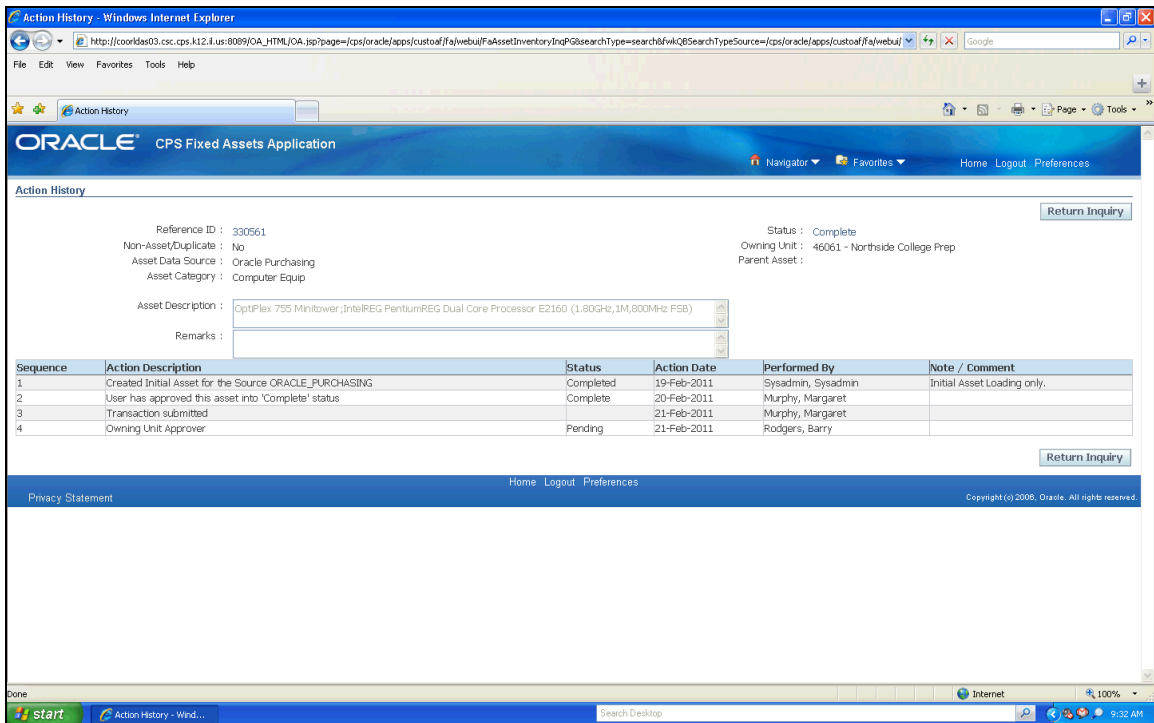 Action History - Windows Internet Explorer
http://coorldas03.csc.cps.k12.il.us:8089/OA_HTML/OA.jsp?page=/cps/oracle/apps/custoaf/fa/webui/FaAssetInventoryInqPG&searchType=search&fwkQBSearchTypeSource=/cps/oracle/apps/custoaf/fa/webui/
Google
File Edit View Favorites Tools Help
Action History
Page Tools
ORACLE CPS Fixed Assets Application
Navigator Favorites Home Logout Preferences
Action History
Return Inquiry
Reference ID : 330561 Status : Complete
Non-Asset/Duplicate : No Owning Unit : 46061 - Northside College Prep
Asset Data Source : Oracle Purchasing Parent Asset :
Asset Category : Computer Equip
Asset Description : OptiPlex 755 Minitower;IntelREG PentiumREG Dual Core Processor E2160 (1.80GHz,1M,800MHz FSB)
Remarks :
Sequence Action Description Status Action Date Performed By Note / Comment
1 Created Initial Asset for the Source ORACLE_PURCHASING Completed 19-Feb-2011 Sysadmin, Sysadmin Initial Asset Loading only.
2 User has approved this asset into 'Complete' status Complete 20-Feb-2011 Murphy, Margaret
3 Transaction submitted 21-Feb-2011 Murphy, Margaret
4 Owning Unit Approver Pending 21-Feb-2011 Rodgers, Barry
Return Inquiry
Home Logout Preferences
Privacy Statement Copyright (c) 2006, Oracle. All rights reserved.
Done Internet 100%
start Action History - Wind... Search Desktop 9:32 AM